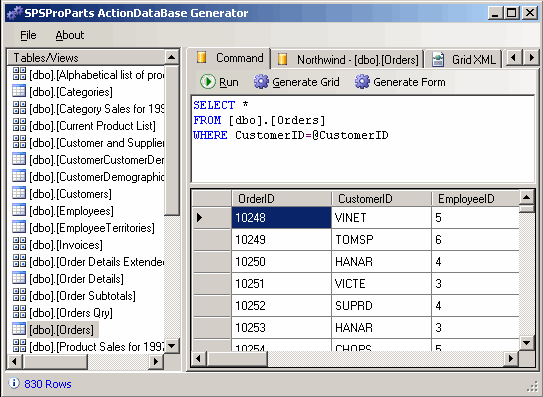 SPSProParts ActionDataBase Generator
File About
Tables/Views
[dbo].[Alphabetical list of proc
[dbo].[Categories]
[dbo].[Category Sales for 199
[dbo].[Current Product List]
[dbo].[Customer and Supplier
[dbo].[CustomerCustomerDem
[dbo].[CustomerDemographic
[dbo].[Customers]
[dbo].[Employees]
[dbo].[EmployeeTerritories]
[dbo].[Invoices]
[dbo].[Order Details Extended
[dbo].[Order Details]
[dbo].[Order Subtotals]
[dbo].[Orders Qry]
[dbo].[Orders]
[dbo].[Product Sales for 1997
Command Northwind - [dbo].[Orders] Grid XML
Run Generate Grid Generate Form
SELECT *
FROM [dbo].[Orders]
WHERE CustomerID=@CustomerID
OrderID CustomerID EmployeeID
10248 VINET 5
10249 TOMSP 6
10250 HANAR 4
10251 VICTE 3
10252 SUPRD 4
10253 HANAR 3
10254 CHOPS 5
830 Rows